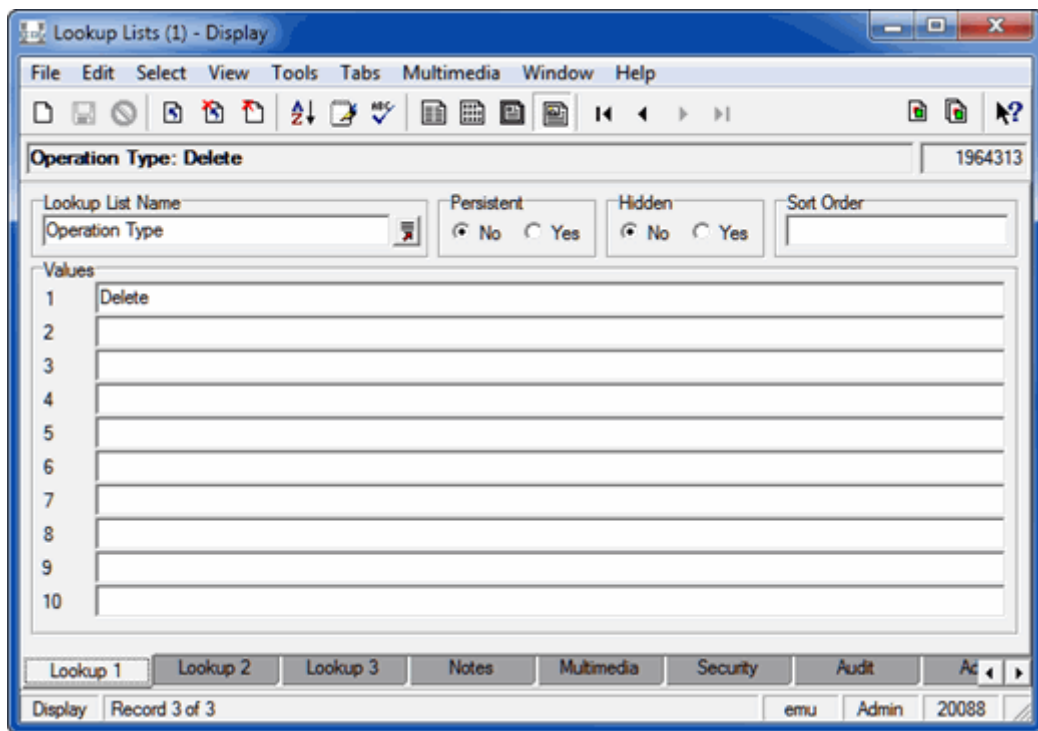 Lookup Lists (1) - Display
File Edit Select View Tools Tabs Multimedia Window Help
Operation Type: Delete 1964313
Lookup List Name Persistent Hidden Sort Order
Operation Type No Yes No Yes
Values
1 Delete
2
3
4
5
6
7
8
9
10
Lookup 1 Lookup 2 Lookup 3 Notes Multimedia Security Audit
Display Record 3 of 3 emu Admin 20088